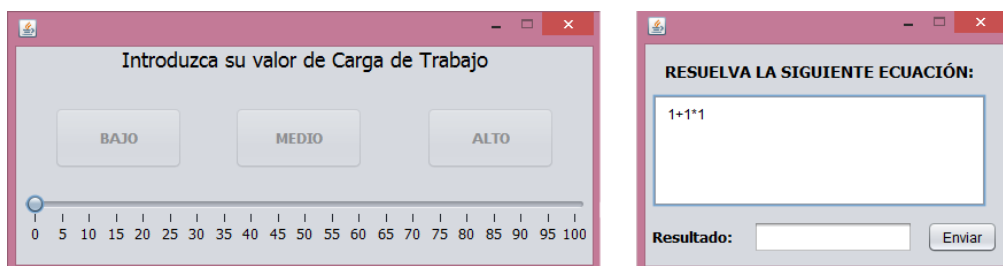 Introduzca su valor de Carga de Trabajo
BAJO MEDIO ALTO
0 5 10 15 20 25 30 35 40 45 50 55 60 65 70 75 80 85 90 95 100
RESUELVA LA SIGUIENTE ECUACIÓN:
1+1*1
Resultado: Enviar